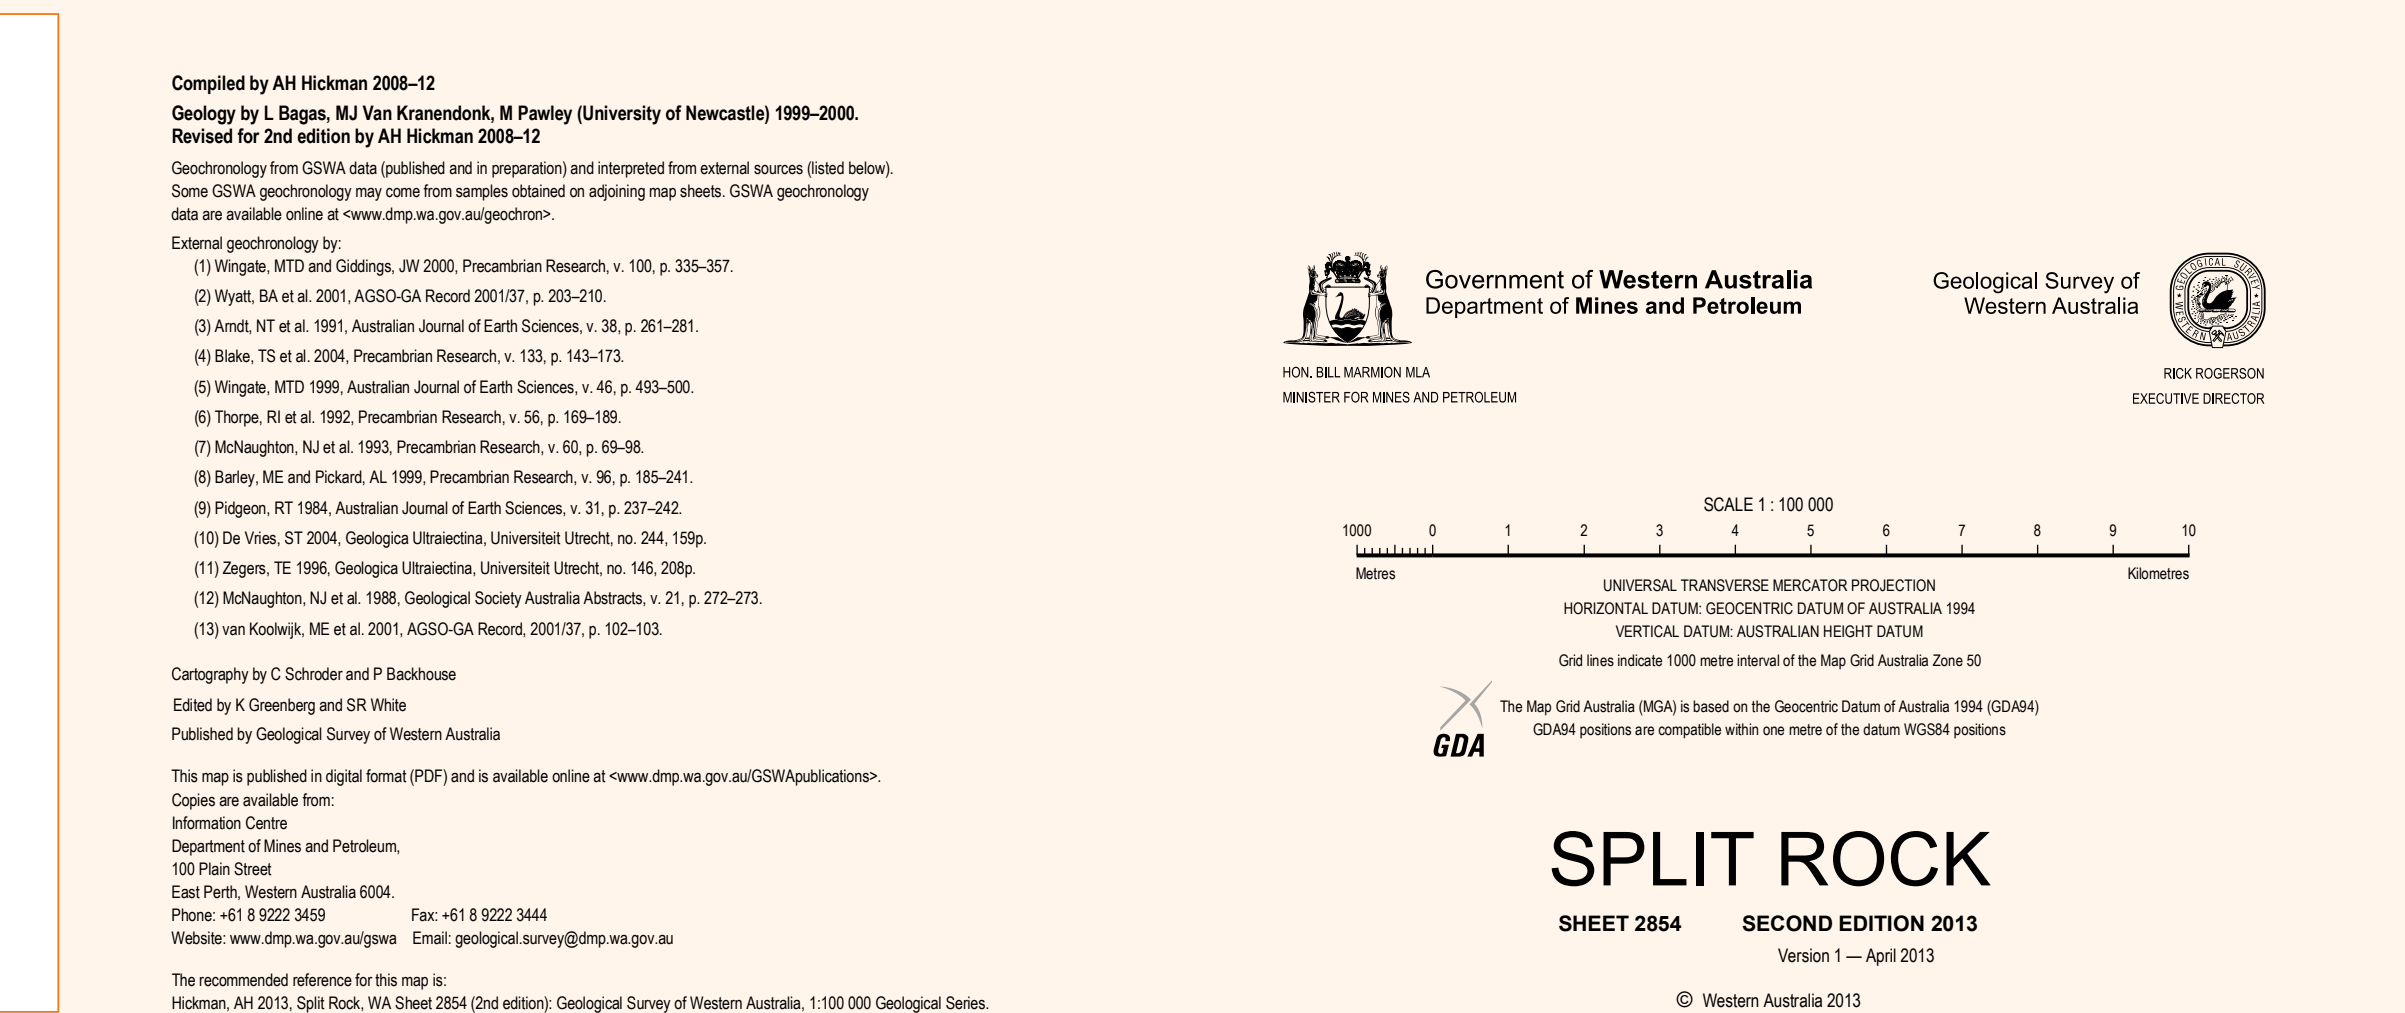 Compiled by AH Hickman 2008–12
Geology by L Bagas, MJ Van Kranendonk, M Pawley (University of Newcastle) 1999–2000.
Revised for 2nd edition by AH Hickman 2008–12
Geochronology from GSWA data (published and in preparation) and interpreted from external sources (listed below).
Some GSWA geochronology may come from samples obtained on adjoining map sheets. GSWA geochronology
data are available online at <www.dmp.wa.gov.au/geochron>.
External geochronology by:
(1) Wingate, MTD and Giddings, JW 2000, Precambrian Research, v. 100, p. 335–357.
(2) Wyatt, BA et al. 2001, AGSO-GA Record 2001/37, p. 203–210.
(3) Arndt, NT et al. 1991, Australian Journal of Earth Sciences, v. 38, p. 261–281.
(4) Blake, TS et al. 2004, Precambrian Research, v. 133, p. 143–173.
(5) Wingate, MTD 1999, Australian Journal of Earth Sciences, v. 46, p. 493–500.
(6) Thorpe, RI et al. 1992, Precambrian Research, v. 56, p. 169–189.
(7) McNaughton, NJ et al. 1993, Precambrian Research, v. 60, p. 69–98.
(8) Barley, ME and Pickard, AL 1999, Precambrian Research, v. 96, p. 185–241.
(9) Pidgeon, RT 1984, Australian Journal of Earth Sciences, v. 31, p. 237–242.
(10) De Vries, ST 2004, Geologica Ultraiectina, Universiteit Utrecht, no. 244, 159p.
(11) Zegers, TE 1996, Geologica Ultraiectina, Universiteit Utrecht, no. 146, 208p.
(12) McNaughton, NJ et al. 1988, Geological Society Australia Abstracts, v. 21, p. 272–273.
(13) van Koolwijk, ME et al. 2001, AGSO-GA Record, 2001/37, p. 102–103.
Cartography by C Schroder and P Backhouse
Edited by K Greenberg and SR White
Published by Geological Survey of Western Australia
This map is published in digital format (PDF) and is available online at <www.dmp.wa.gov.au/GSWApublications>.
Copies are available from:
Information Centre
Department of Mines and Petroleum,
100 Plain Street
East Perth, Western Australia 6004.
Phone: +61 8 9222 3459 Fax: +61 8 9222 3444
Website: www.dmp.wa.gov.au/gswa Email: geological.survey@dmp.wa.gov.au
The recommended reference for this map is:
Hickman, AH 2013, Split Rock, WA Sheet 2854 (2nd edition): Geological Survey of Western Australia, 1:100 000 Geological Series.
Government of Western Australia
Department of Mines and Petroleum
HON. BILL MARMION MLA
MINISTER FOR MINES AND PETROLEUM
Geological Survey of
Western Australia
GEOLOGICAL SURVEY
WESTERN AUSTRALIA
RICK ROGERSON
EXECUTIVE DIRECTOR
SCALE 1 : 100 000
1000 0 1 2 3 4 5 6 7 8 9 10
Metres Kilometres
UNIVERSAL TRANSVERSE MERCATOR PROJECTION
HORIZONTAL DATUM: GEOCENTRIC DATUM OF AUSTRALIA 1994
VERTICAL DATUM: AUSTRALIAN HEIGHT DATUM
Grid lines indicate 1000 metre interval of the Map Grid Australia Zone 50
GDA
The Map Grid Australia (MGA) is based on the Geocentric Datum of Australia 1994 (GDA94)
GDA94 positions are compatible within one metre of the datum WGS84 positions
SPLIT ROCK
SHEET 2854 SECOND EDITION 2013
Version 1 — April 2013
© Western Australia 2013